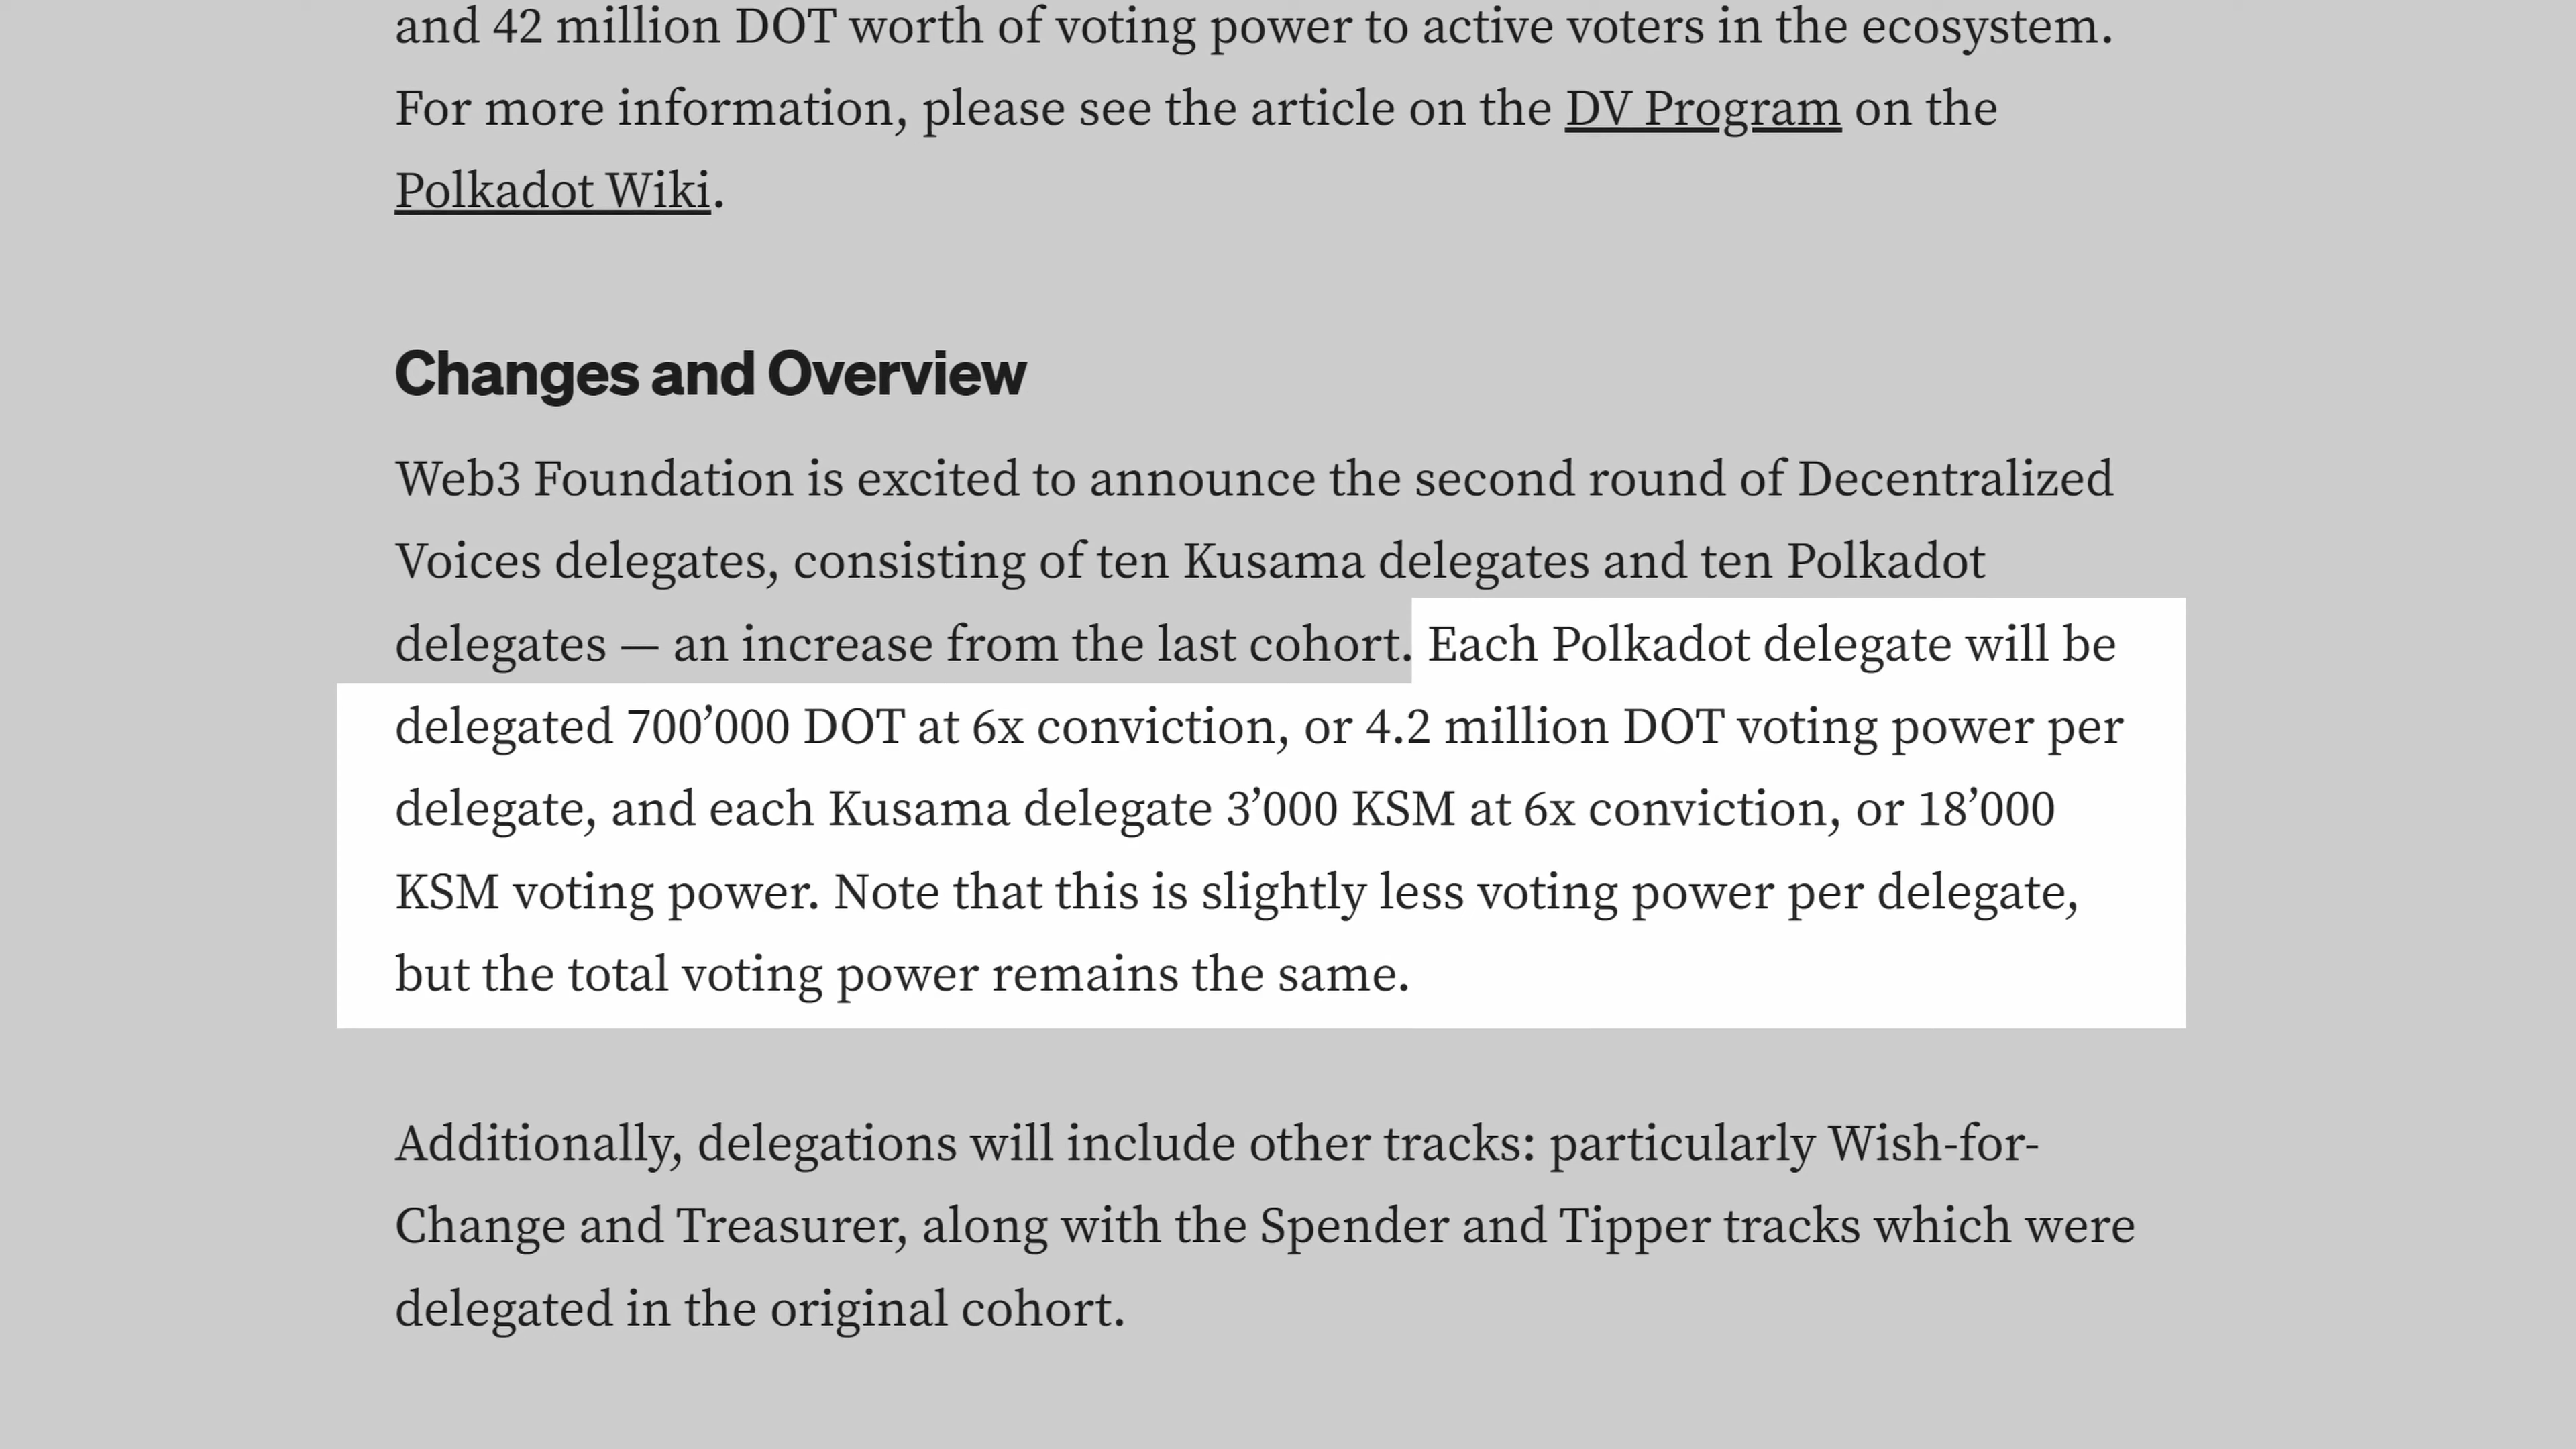 and 42 million DOT worth of voting power to active voters in the ecosystem.
For more information, please see the article on the DV Program on the
Polkadot Wiki.
Changes and Overview
Web3 Foundation is excited to announce the second round of Decentralized
Voices delegates, consisting of ten Kusama delegates and ten Polkadot
delegates — an increase from the last cohort. Each Polkadot delegate will be
delegated 700’000 DOT at 6x conviction, or 4.2 million DOT voting power per
delegate, and each Kusama delegate 3’000 KSM at 6x conviction, or 18’000
KSM voting power. Note that this is slightly less voting power per delegate,
but the total voting power remains the same.
Additionally, delegations will include other tracks: particularly Wish-for-
Change and Treasurer, along with the Spender and Tipper tracks which were
delegated in the original cohort.